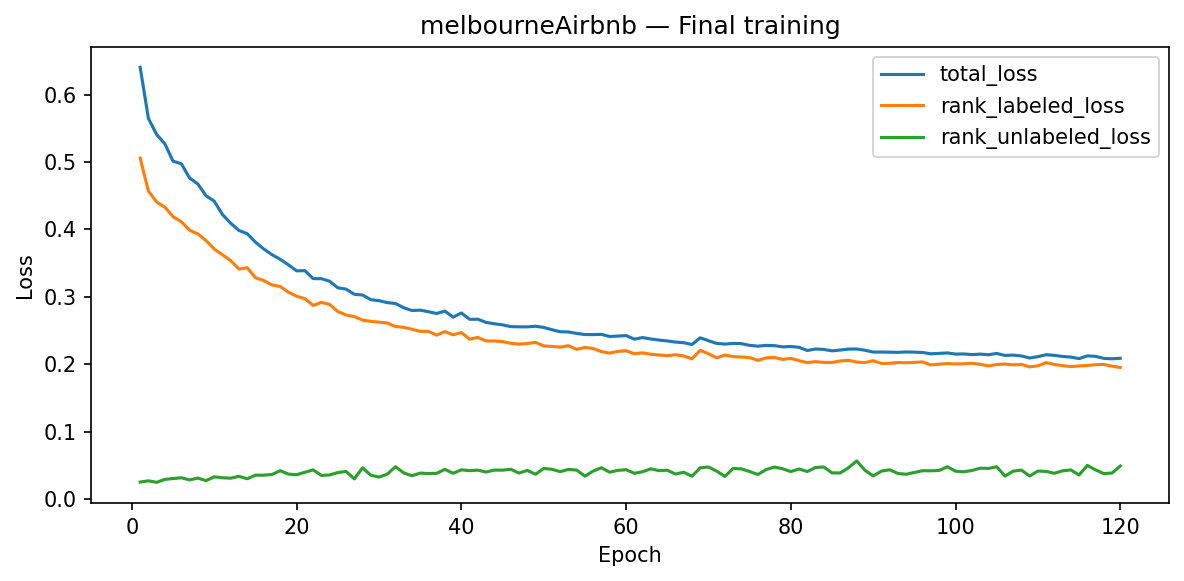 melbourneAirbnb — Final training
total_loss
rank_labeled_loss
rank_unlabeled_loss
Loss
0.6
0.5
0.4
0.3
0.2
0.1
0.0
0 20 40 60 80 100 120
Epoch